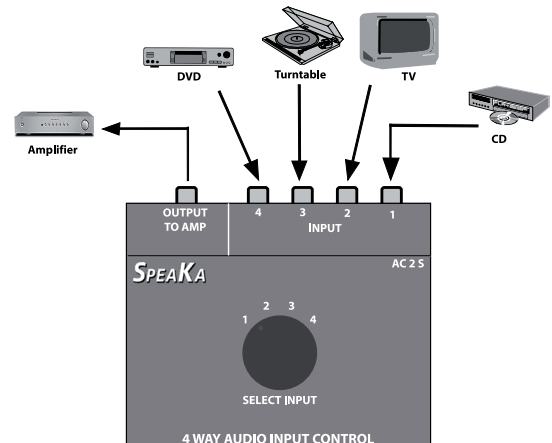 DVD
Turntable
TV
CD
Amplifier
OUTPUT
TO AMP
4 3 2 1
INPUT
SPEAKA
AC 2 S
1 2 3 4
SELECT INPUT
4 WAY AUDIO INPUT CONTROL